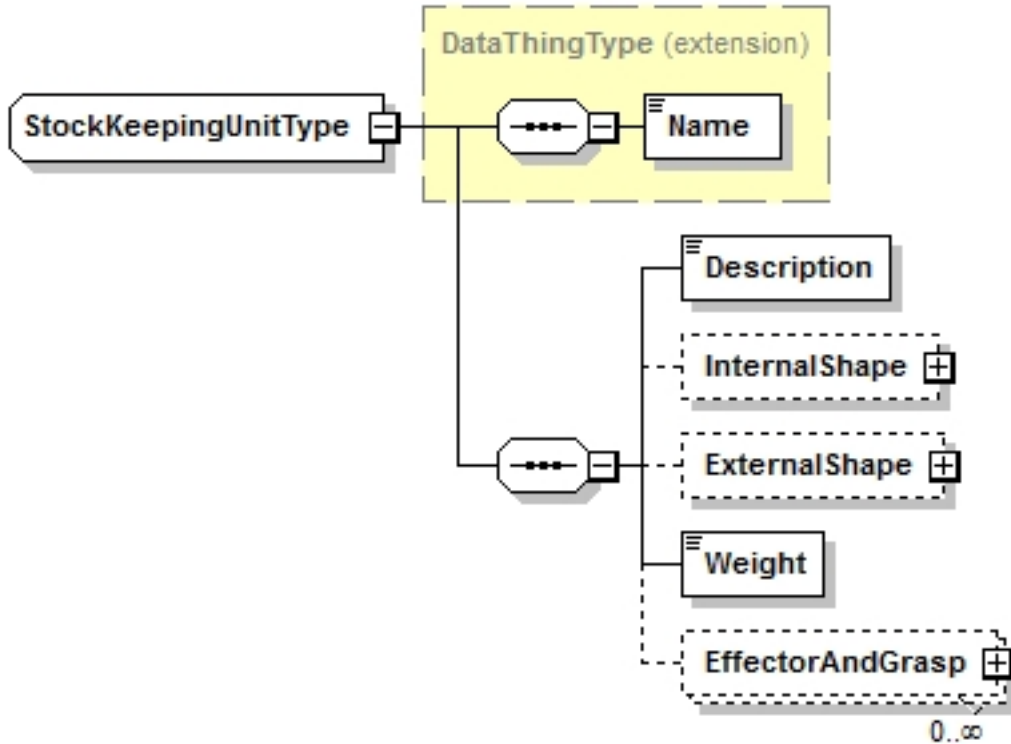 DataThingType (extension)
StockKeepingUnitType
Name
Description
InternalShape
ExternalShape
Weight
EffectorAndGrasp
0..∞